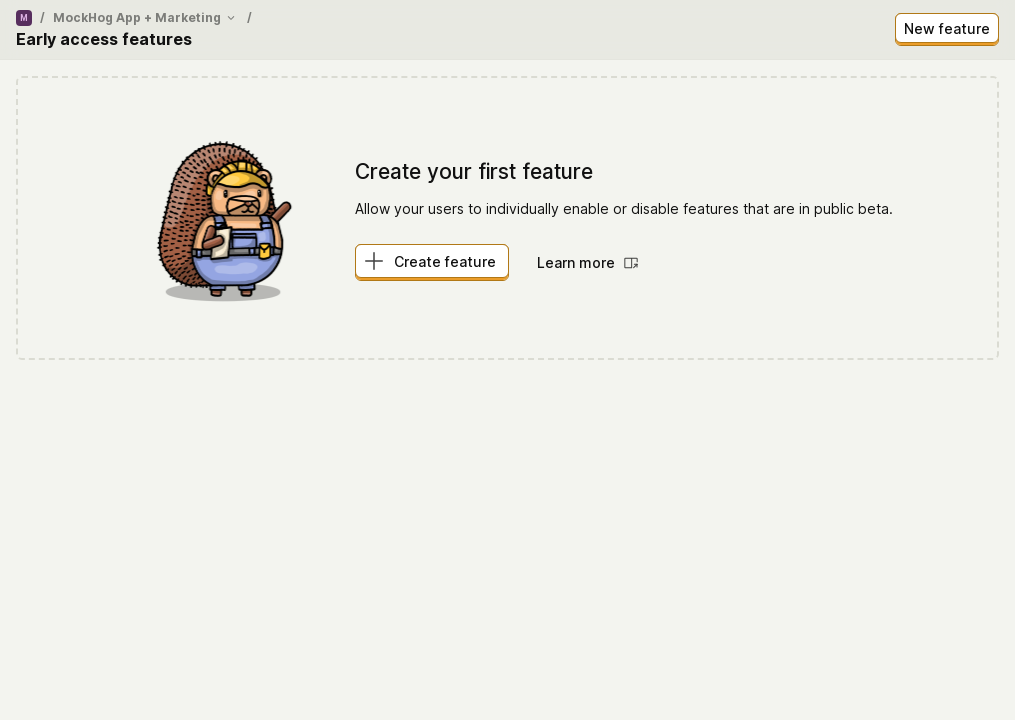 M / MockHog App + Marketing /
Early access features
New feature
Create your first feature
Allow your users to individually enable or disable features that are in public beta.
Create feature
Learn more